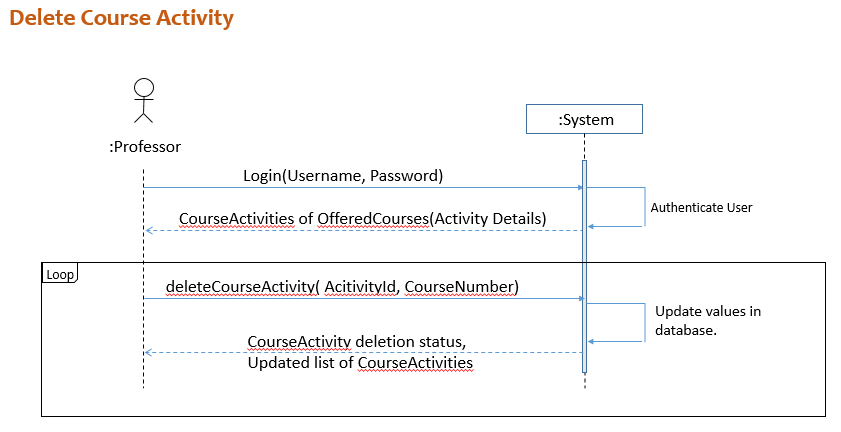 Delete Course Activity
:System
:Professor
Login(Username, Password)
Authenticate User
CourseActivities of OfferedCourses(Activity Details)
Loop
deleteCourseActivity( AcitivityId, CourseNumber)
Update values in
database.
CourseActivity deletion status,
Updated list of CourseActivities